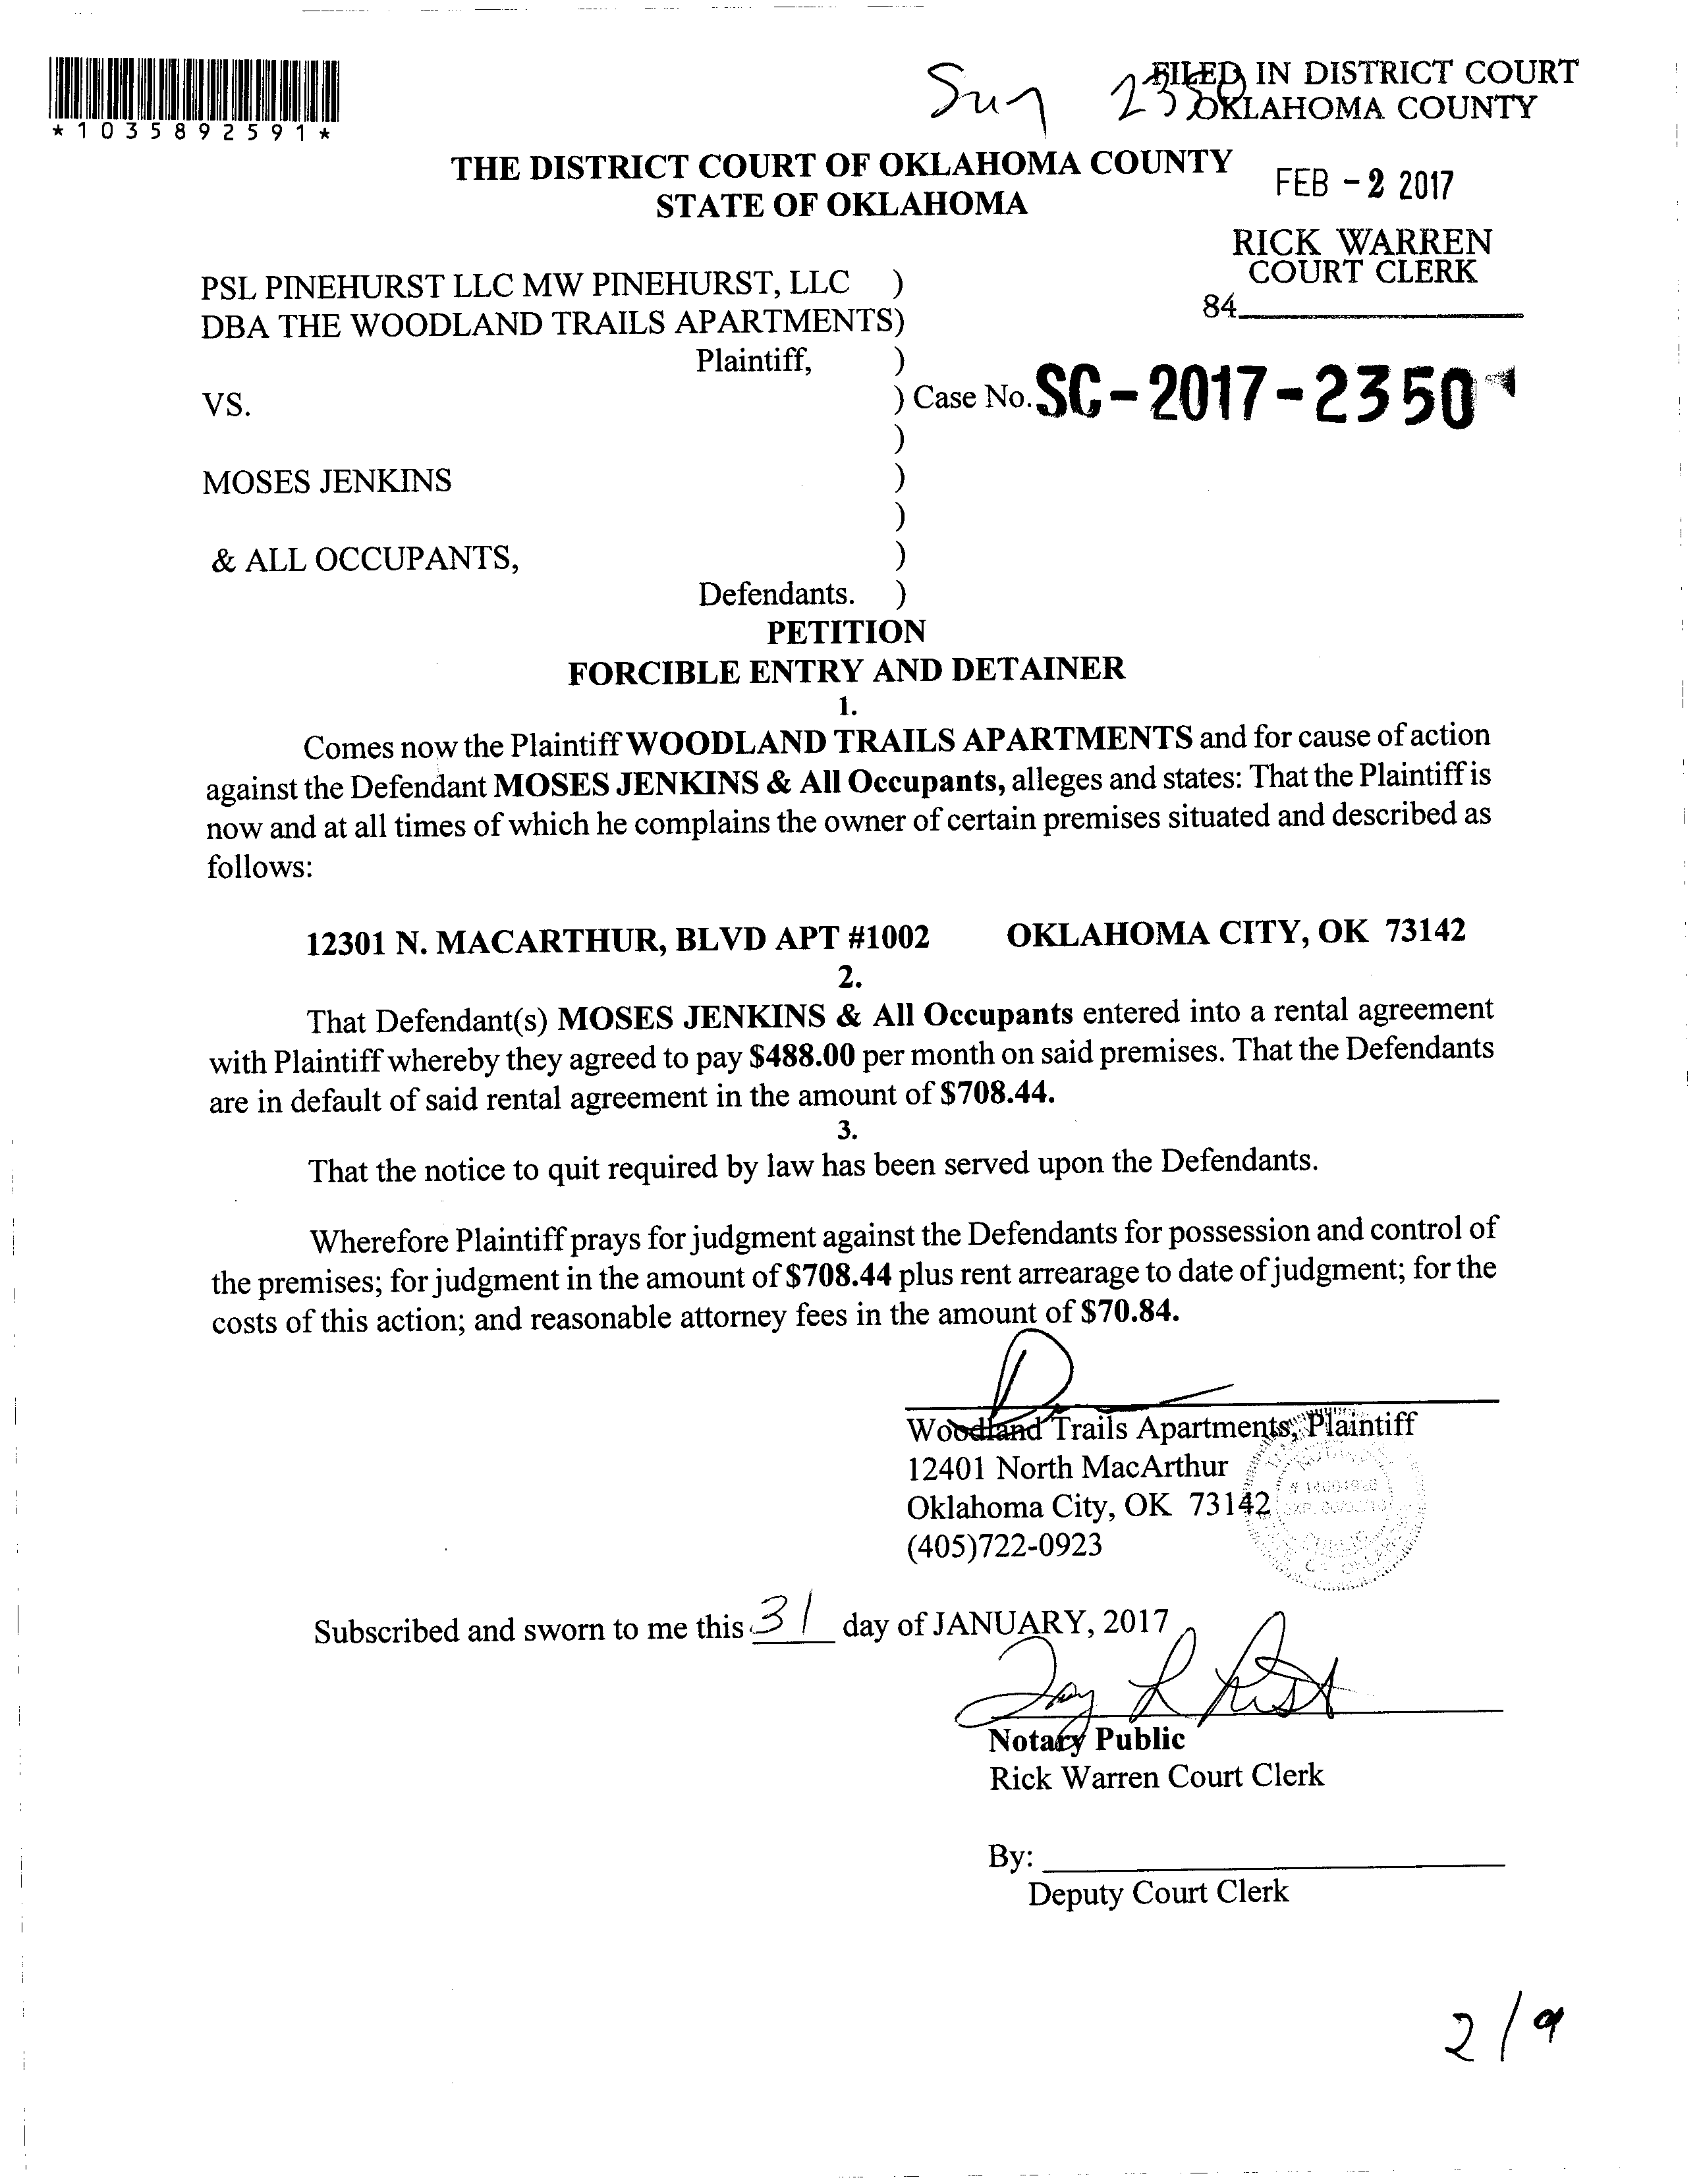 *1035892591*
FILED IN DISTRICT COURT
OKLAHOMA COUNTY
THE DISTRICT COURT OF OKLAHOMA COUNTY
STATE OF OKLAHOMA
FEB - 2 2017
RICK WARREN
COURT CLERK
84
PSL PINEHURST LLC MW PINEHURST, LLC )
DBA THE WOODLAND TRAILS APARTMENTS)
Plaintiff, )
VS. ) Case No. SC-2017-2350
)
MOSES JENKINS )
)
& ALL OCCUPANTS, )
Defendants. )
PETITION
FORCIBLE ENTRY AND DETAINER
1.
Comes now the Plaintiff WOODLAND TRAILS APARTMENTS and for cause of action
against the Defendant MOSES JENKINS & All Occupants, alleges and states: That the Plaintiff is
now and at all times of which he complains the owner of certain premises situated and described as
follows:
12301 N. MACARTHUR, BLVD APT #1002 OKLAHOMA CITY, OK 73142
2.
That Defendant(s) MOSES JENKINS & All Occupants entered into a rental agreement
with Plaintiff whereby they agreed to pay $488.00 per month on said premises. That the Defendants
are in default of said rental agreement in the amount of $708.44.
3.
That the notice to quit required by law has been served upon the Defendants.
Wherefore Plaintiff prays for judgment against the Defendants for possession and control of
the premises; for judgment in the amount of $708.44 plus rent arrearage to date of judgment; for the
costs of this action; and reasonable attorney fees in the amount of $70.84.
Woodland Trails Apartments, Plaintiff
12401 North MacArthur
Oklahoma City, OK 73142
(405)722-0923
Subscribed and sworn to me this 31 day of JANUARY, 2017
Notary Public
Rick Warren Court Clerk
By:
Deputy Court Clerk
2/9